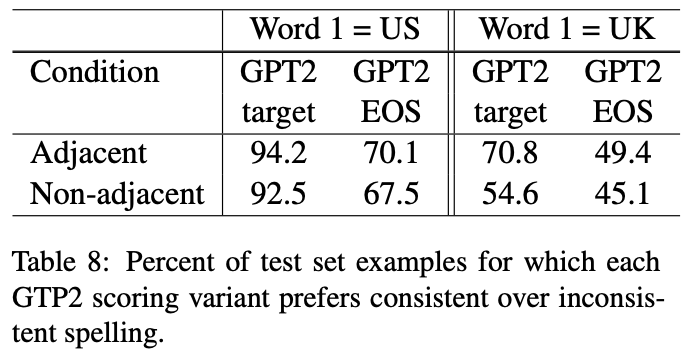 Word 1 = US Word 1 = UK
Condition GPT2 GPT2 GPT2 GPT2
target EOS target EOS
Adjacent 94.2 70.1 70.8 49.4
Non-adjacent 92.5 67.5 54.6 45.1
Table 8: Percent of test set examples for which each
GTP2 scoring variant prefers consistent over inconsis-
tent spelling.